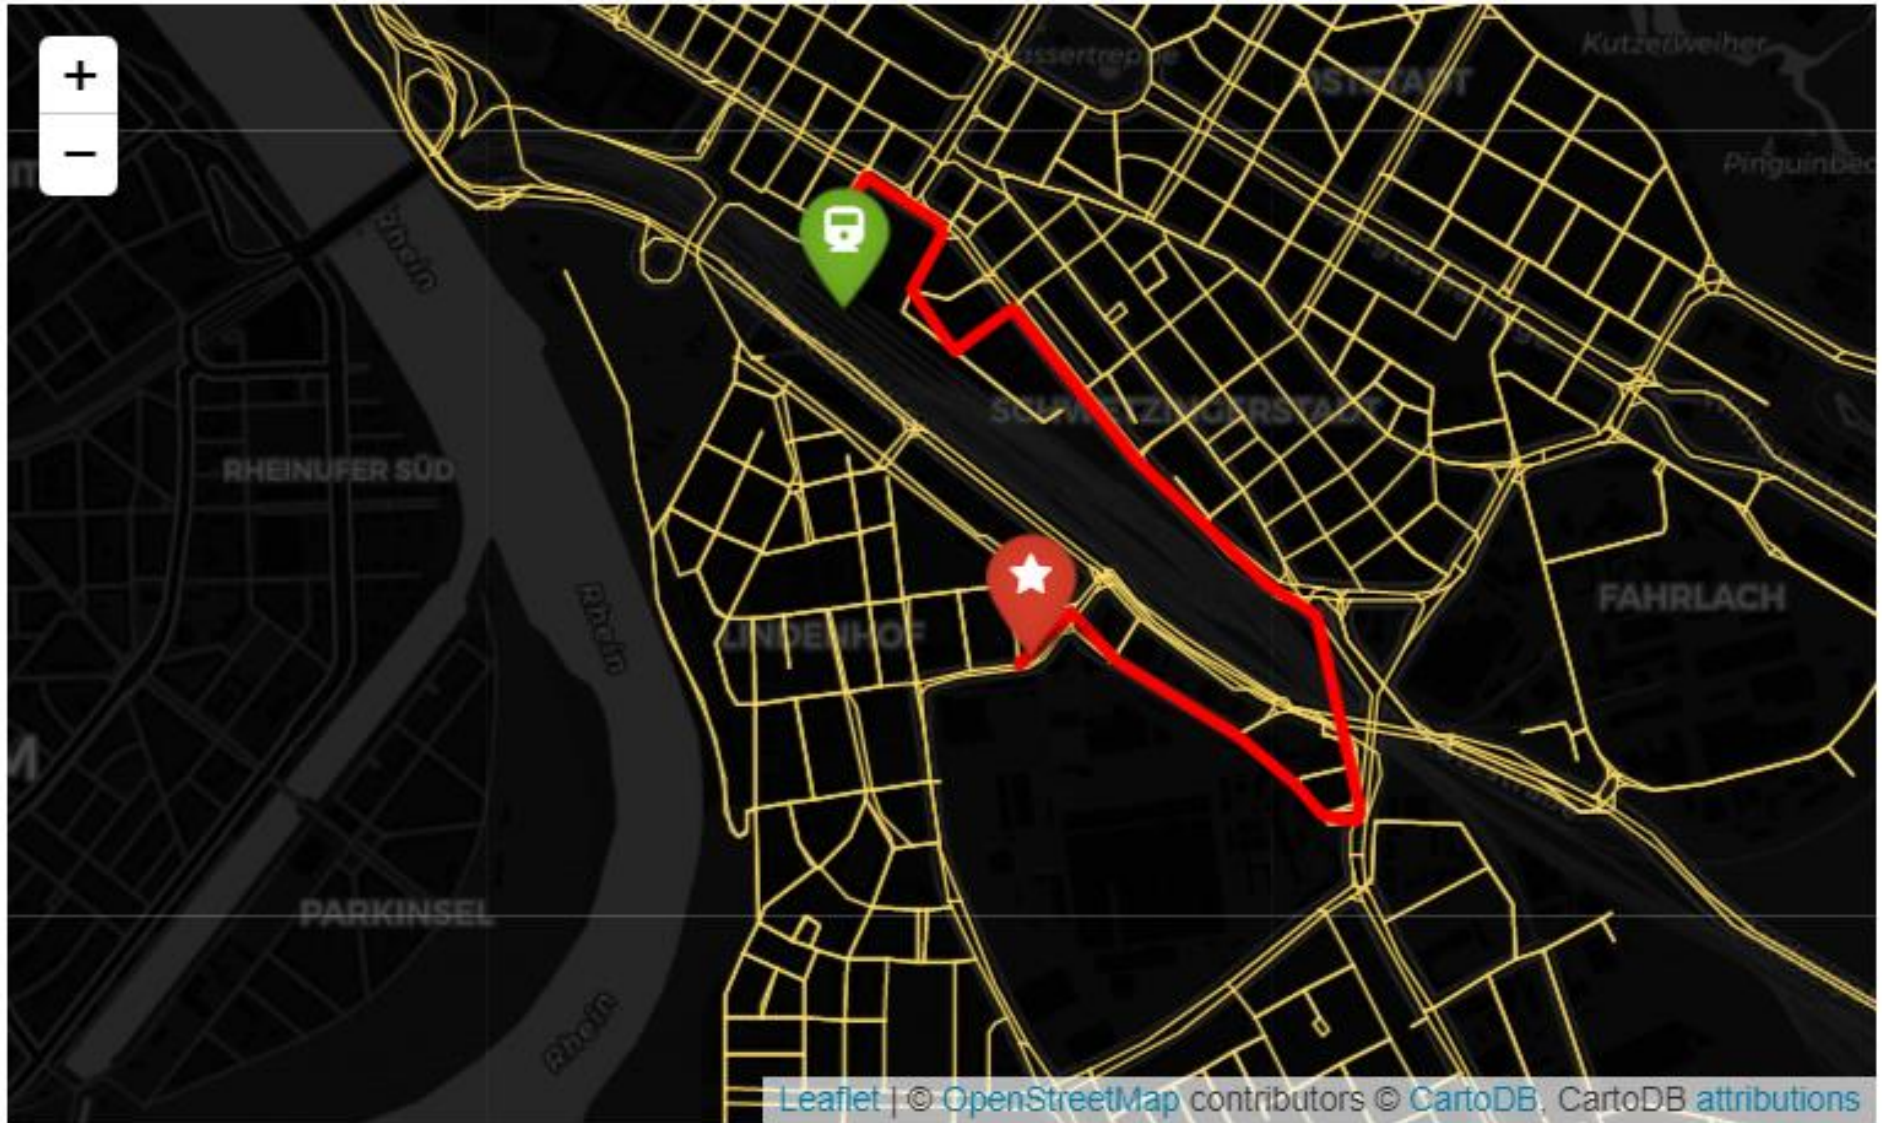 +
−
Kutzerweiher
OSTSTADT
Rhein
SCHWETZINGERSTADT
RHEINUFER SÜD
Rhein
LINDENHOF
FAHRLACH
PARKINSEL
Rhein
Leaflet | © OpenStreetMap contributors © CartoDB, CartoDB attributions